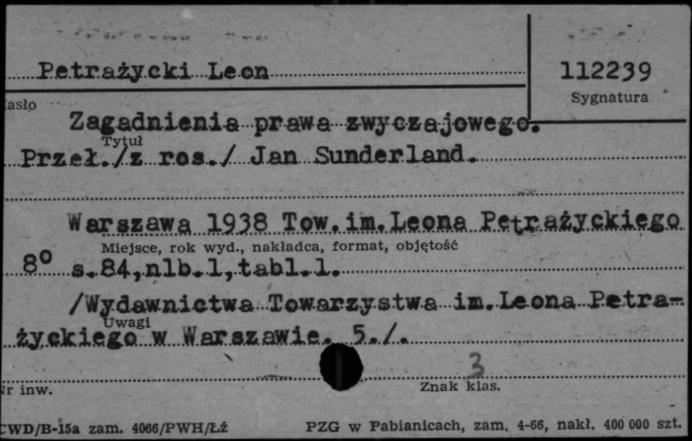 Petrażycki Leon
112239
Sygnatura
asło
Zagadnienia prawa zwyczajowego.
Tytuł
Przeł./z ros./ Jan Sunderland.
Warszawa 1938 Tow.im.Leona Petrażyckiego
Miejsce, rok wyd., nakładca, format, objętość
8° s.84,nlb.1,tabl.1.
/Wydawnictwa Towarzystwa im.Leona Petra-
Uwagi
życkiego w Warszawie. 5./.
3
Nr inw.
Znak klas.
CWD/B-15a zam. 4066/PWH/Łź
PZG w Pabianicach, zam. 4-66, nakł. 400 000 szt.